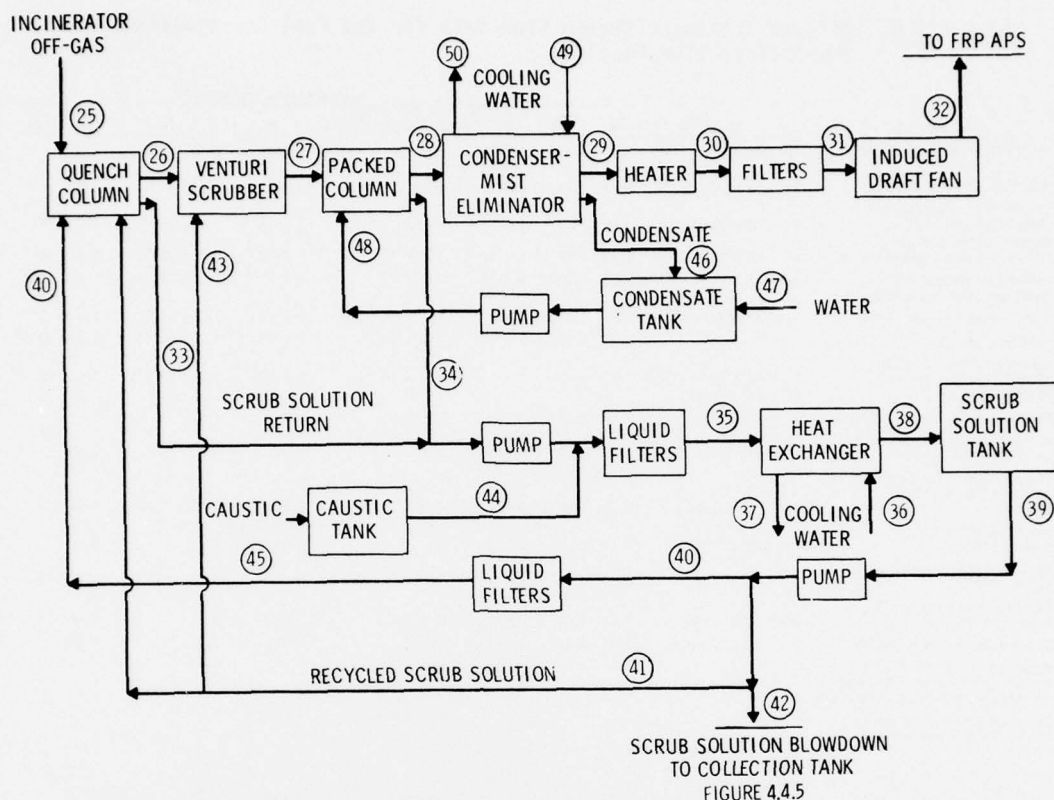 INCINERATOR
OFF-GAS
25
QUENCH
COLUMN
26
VENTURI
SCRUBBER
27
PACKED
COLUMN
28
50
COOLING
WATER
49
CONDENSER-
MIST
ELIMINATOR
29
HEATER
30
FILTERS
31
INDUCED
DRAFT FAN
32
TO FRP APS
40
43
48
PUMP
CONDENSATE
46
CONDENSATE
TANK
47
WATER
33
34
SCRUB SOLUTION
RETURN
PUMP
LIQUID
FILTERS
35
HEAT
EXCHANGER
38
SCRUB
SOLUTION
TANK
CAUSTIC
CAUSTIC
TANK
44
37
COOLING
WATER
36
39
45
LIQUID
FILTERS
40
PUMP
RECYCLED SCRUB SOLUTION
41
42
SCRUB SOLUTION BLOWDOWN
TO COLLECTION TANK
FIGURE 4.4.5